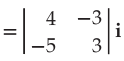 = | 4 −3 |
| −5 3 | i